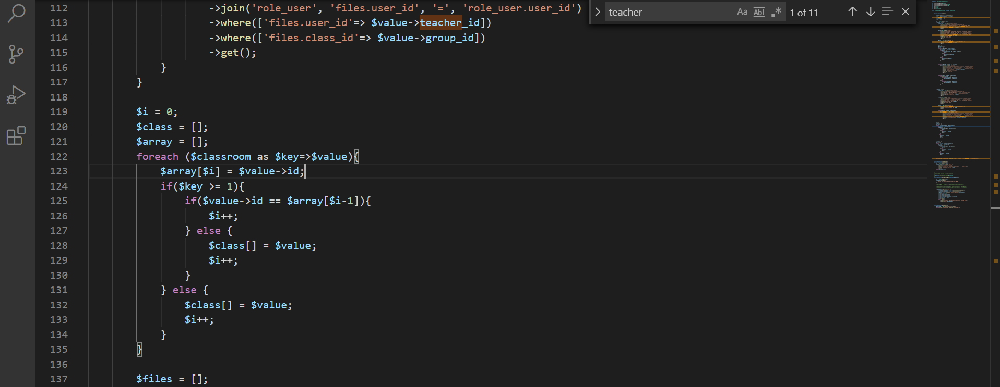 112 ->join('role_user', 'files.user_id', '=', 'role_user.user_id')
teacher Aa Abl .* 1 of 11
113 ->where(['files.user_id'=> $value->teacher_id])
114 ->where(['files.class_id'=> $value->group_id])
115 ->get();
116 }
117 }
118
119 $i = 0;
120 $class = [];
121 $array = [];
122 foreach ($classroom as $key=>$value){
123 $array[$i] = $value->id;
124 if($key >= 1){
125 if($value->id == $array[$i-1]){
126 $i++;
127 } else {
128 $class[] = $value;
129 $i++;
130 }
131 } else {
132 $class[] = $value;
133 $i++;
134 }
135 }
136
137 $files = [];